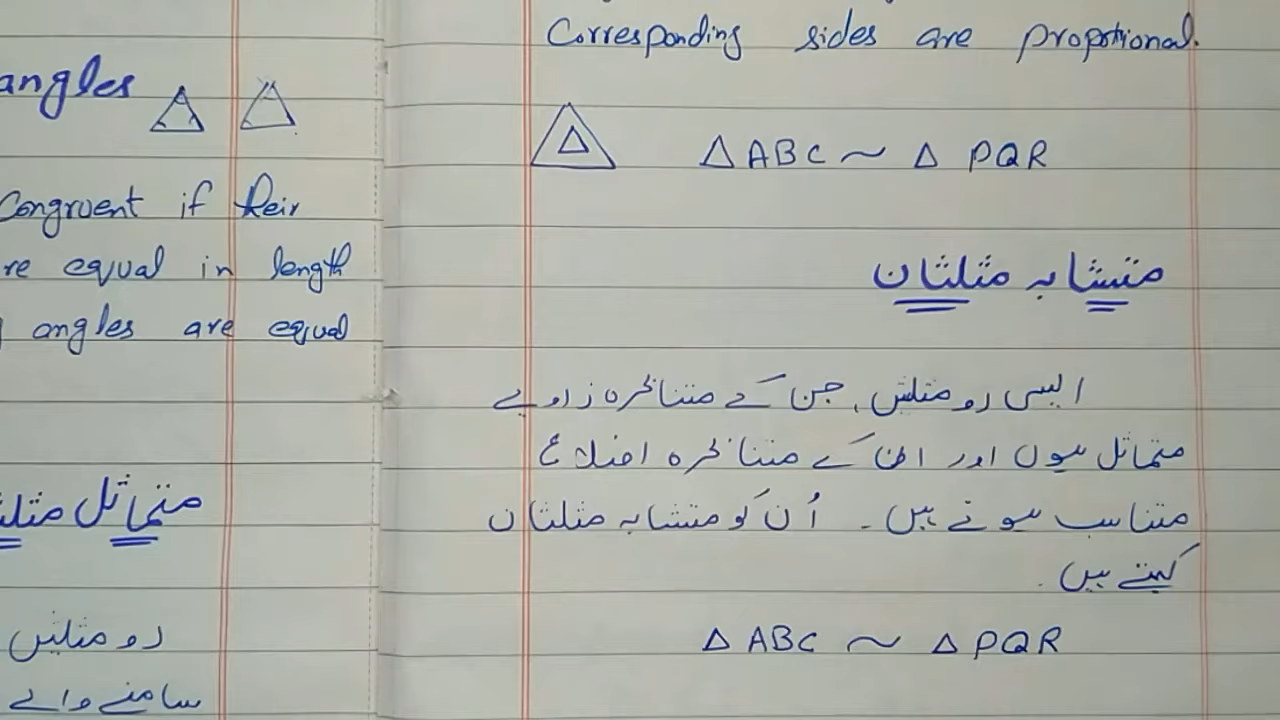 angles
Congruent if their
re equal in length
angles are equal
متماثل
دو مثلثیں
سامنے والے
Corresponding sides are proportional.
△ ABC ~ △ PQR
متشابہ مثلثان
ایسی دو مثلثیں، جن کے متناظرہ زاویے
متماثل ہوں اور ان کے متناظرہ اضلاع
متناسب ہوتے ہیں ۔ اُن کو متشابہ مثلثان
کہتے ہیں ۔
△ ABC ~ △ PQR